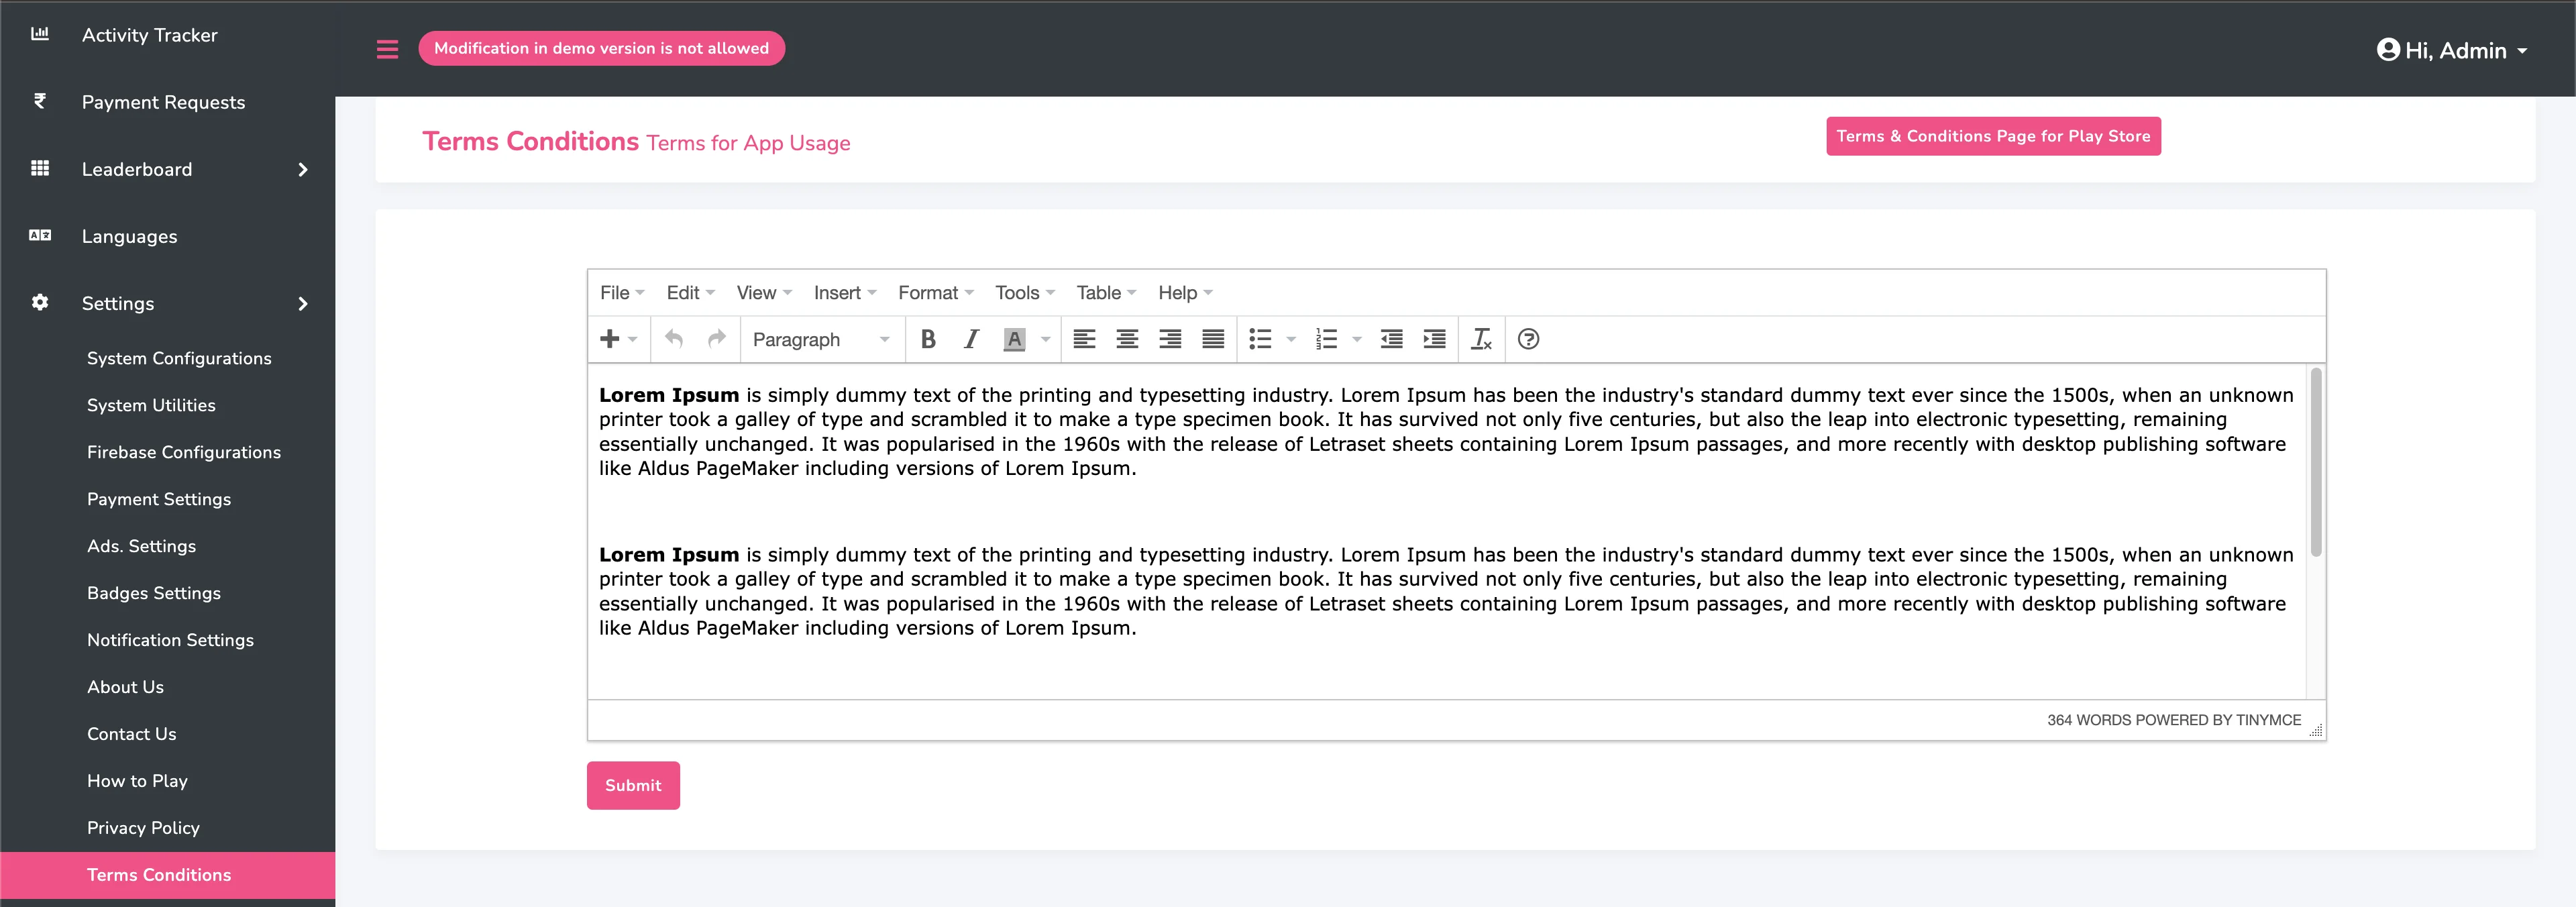 Activity Tracker
Payment Requests
Leaderboard
Languages
Settings
System Configurations
System Utilities
Firebase Configurations
Payment Settings
Ads. Settings
Badges Settings
Notification Settings
About Us
Contact Us
How to Play
Privacy Policy
Terms Conditions
Modification in demo version is not allowed
Hi, Admin
Terms Conditions Terms for App Usage
Terms & Conditions Page for Play Store
File Edit View Insert Format Tools Table Help
Paragraph B I A
Lorem Ipsum is simply dummy text of the printing and typesetting industry. Lorem Ipsum has been the industry's standard dummy text ever since the 1500s, when an unknown
printer took a galley of type and scrambled it to make a type specimen book. It has survived not only five centuries, but also the leap into electronic typesetting, remaining
essentially unchanged. It was popularised in the 1960s with the release of Letraset sheets containing Lorem Ipsum passages, and more recently with desktop publishing software
like Aldus PageMaker including versions of Lorem Ipsum.
Lorem Ipsum is simply dummy text of the printing and typesetting industry. Lorem Ipsum has been the industry's standard dummy text ever since the 1500s, when an unknown
printer took a galley of type and scrambled it to make a type specimen book. It has survived not only five centuries, but also the leap into electronic typesetting, remaining
essentially unchanged. It was popularised in the 1960s with the release of Letraset sheets containing Lorem Ipsum passages, and more recently with desktop publishing software
like Aldus PageMaker including versions of Lorem Ipsum.
364 WORDS POWERED BY TINYMCE
Submit